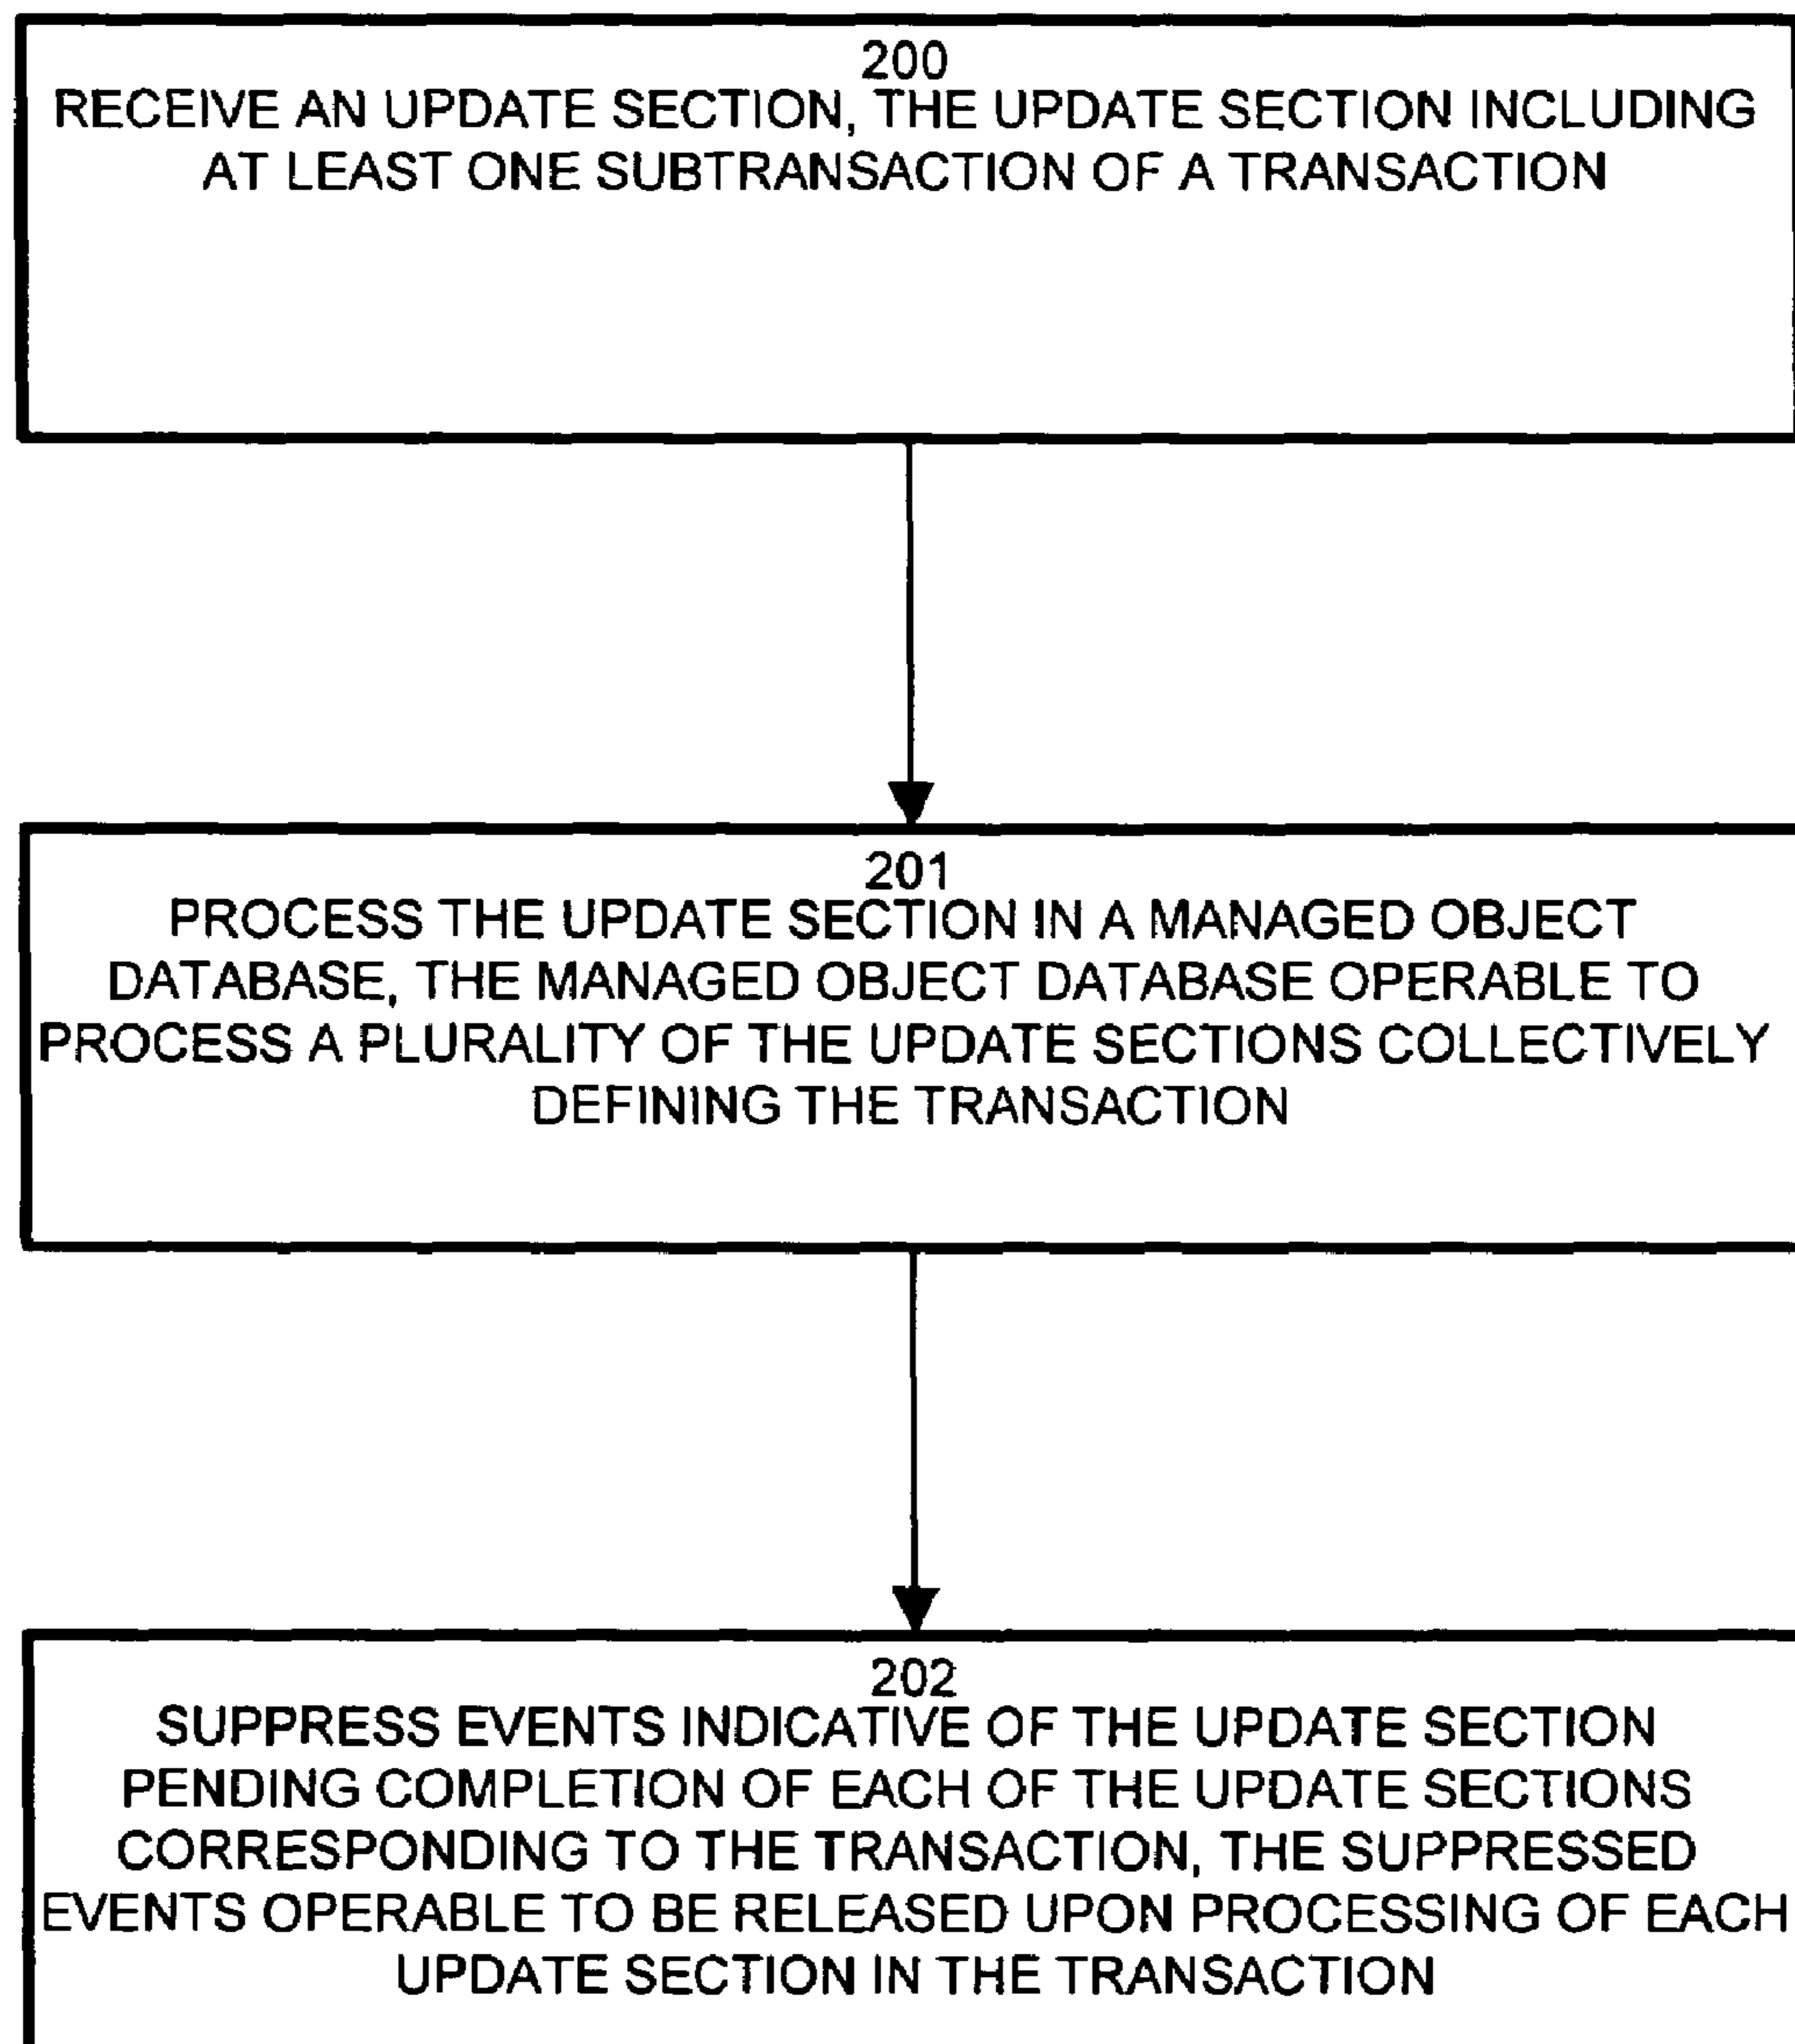 200
RECEIVE AN UPDATE SECTION, THE UPDATE SECTION INCLUDING
AT LEAST ONE SUBTRANSACTION OF A TRANSACTION
201
PROCESS THE UPDATE SECTION IN A MANAGED OBJECT
DATABASE, THE MANAGED OBJECT DATABASE OPERABLE TO
PROCESS A PLURALITY OF THE UPDATE SECTIONS COLLECTIVELY
DEFINING THE TRANSACTION
202
SUPPRESS EVENTS INDICATIVE OF THE UPDATE SECTION
PENDING COMPLETION OF EACH OF THE UPDATE SECTIONS
CORRESPONDING TO THE TRANSACTION, THE SUPPRESSED
EVENTS OPERABLE TO BE RELEASED UPON PROCESSING OF EACH
UPDATE SECTION IN THE TRANSACTION